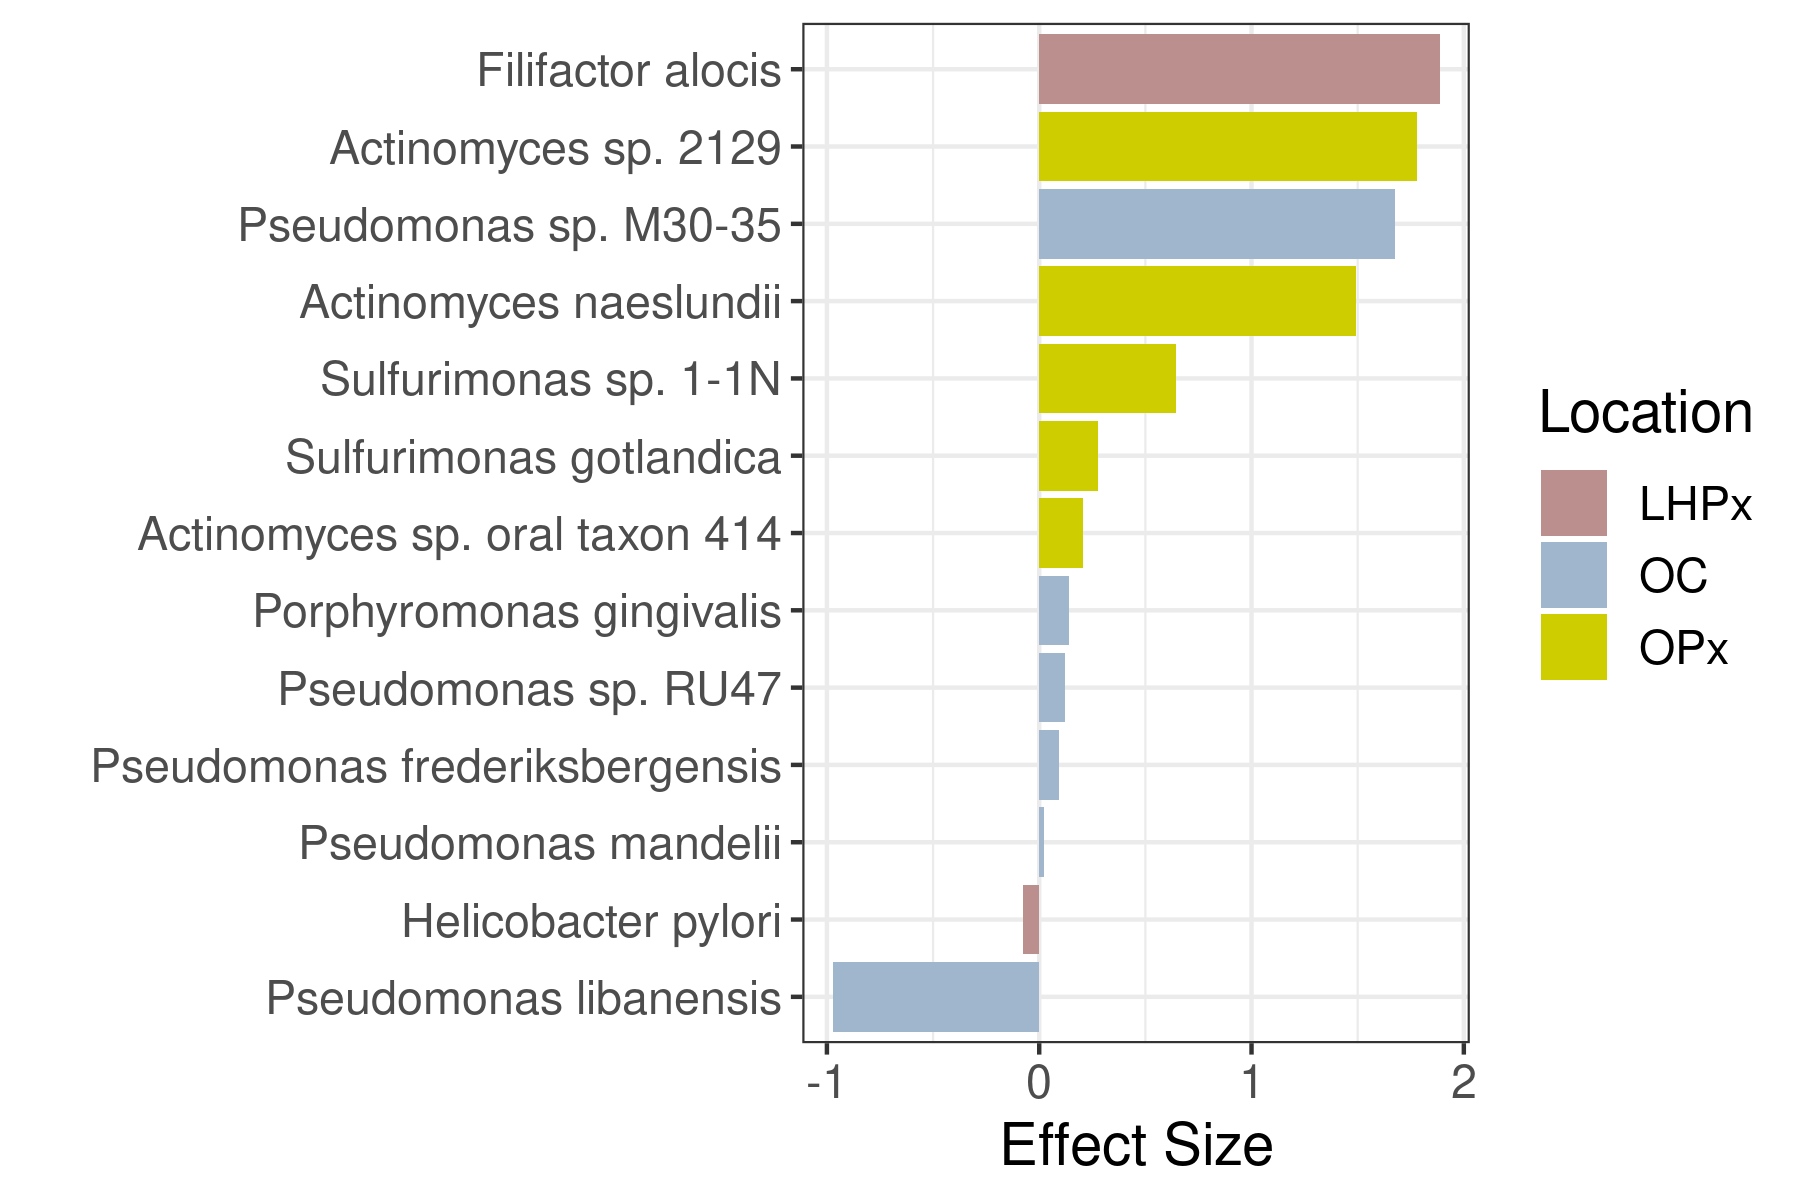 Filifactor alocis
Actinomyces sp. 2129
Pseudomonas sp. M30-35
Actinomyces naeslundii
Sulfurimonas sp. 1-1N
Sulfurimonas gotlandica
Actinomyces sp. oral taxon 414
Porphyromonas gingivalis
Pseudomonas sp. RU47
Pseudomonas frederiksbergensis
Pseudomonas mandelii
Helicobacter pylori
Pseudomonas libanensis
-1 0 1 2
Effect Size
Location
LHPx
OC
OPx